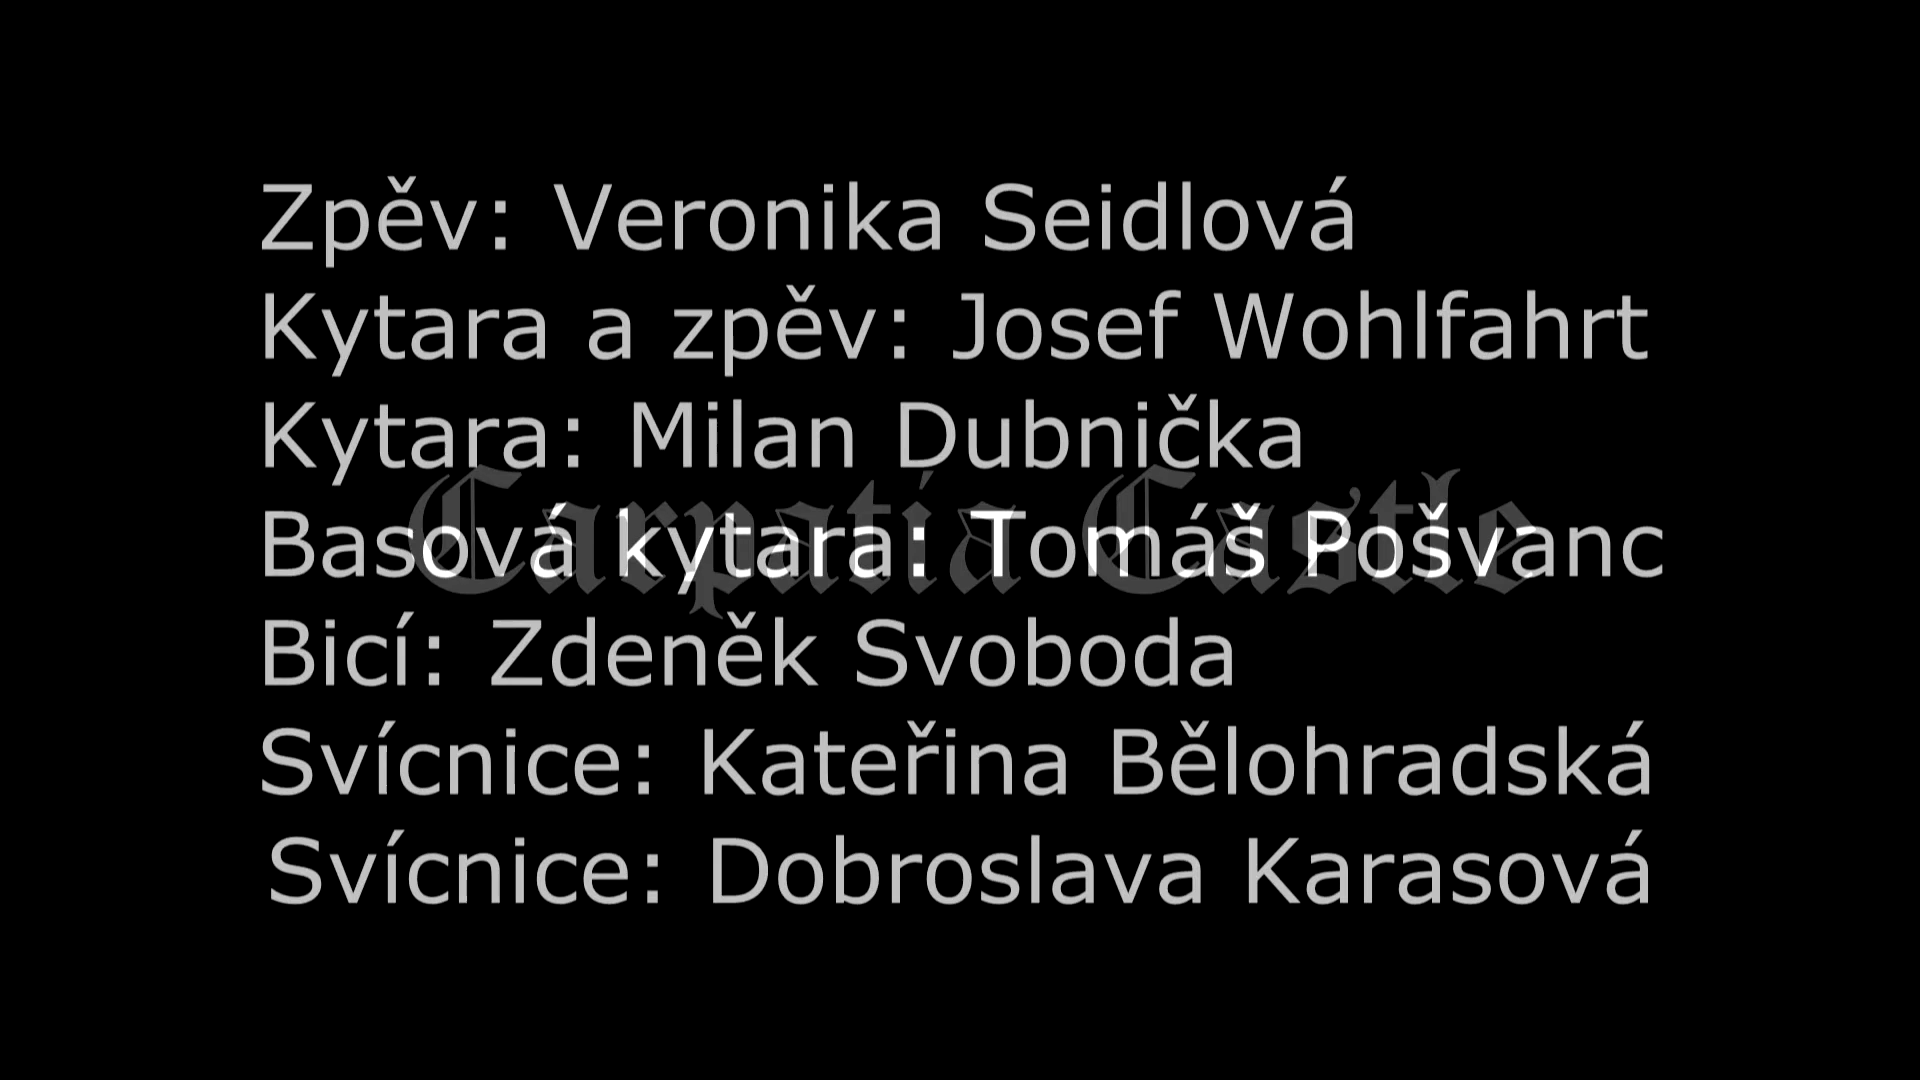 Zpěv: Veronika Seidlová
Kytara a zpěv: Josef Wohlfahrt
Kytara: Milan Dubnička
Carpatia Castle
Basová kytara: Tomáš Pošvanc
Bicí: Zdeněk Svoboda
Svícnice: Kateřina Bělohradská
Svícnice: Dobroslava Karasová